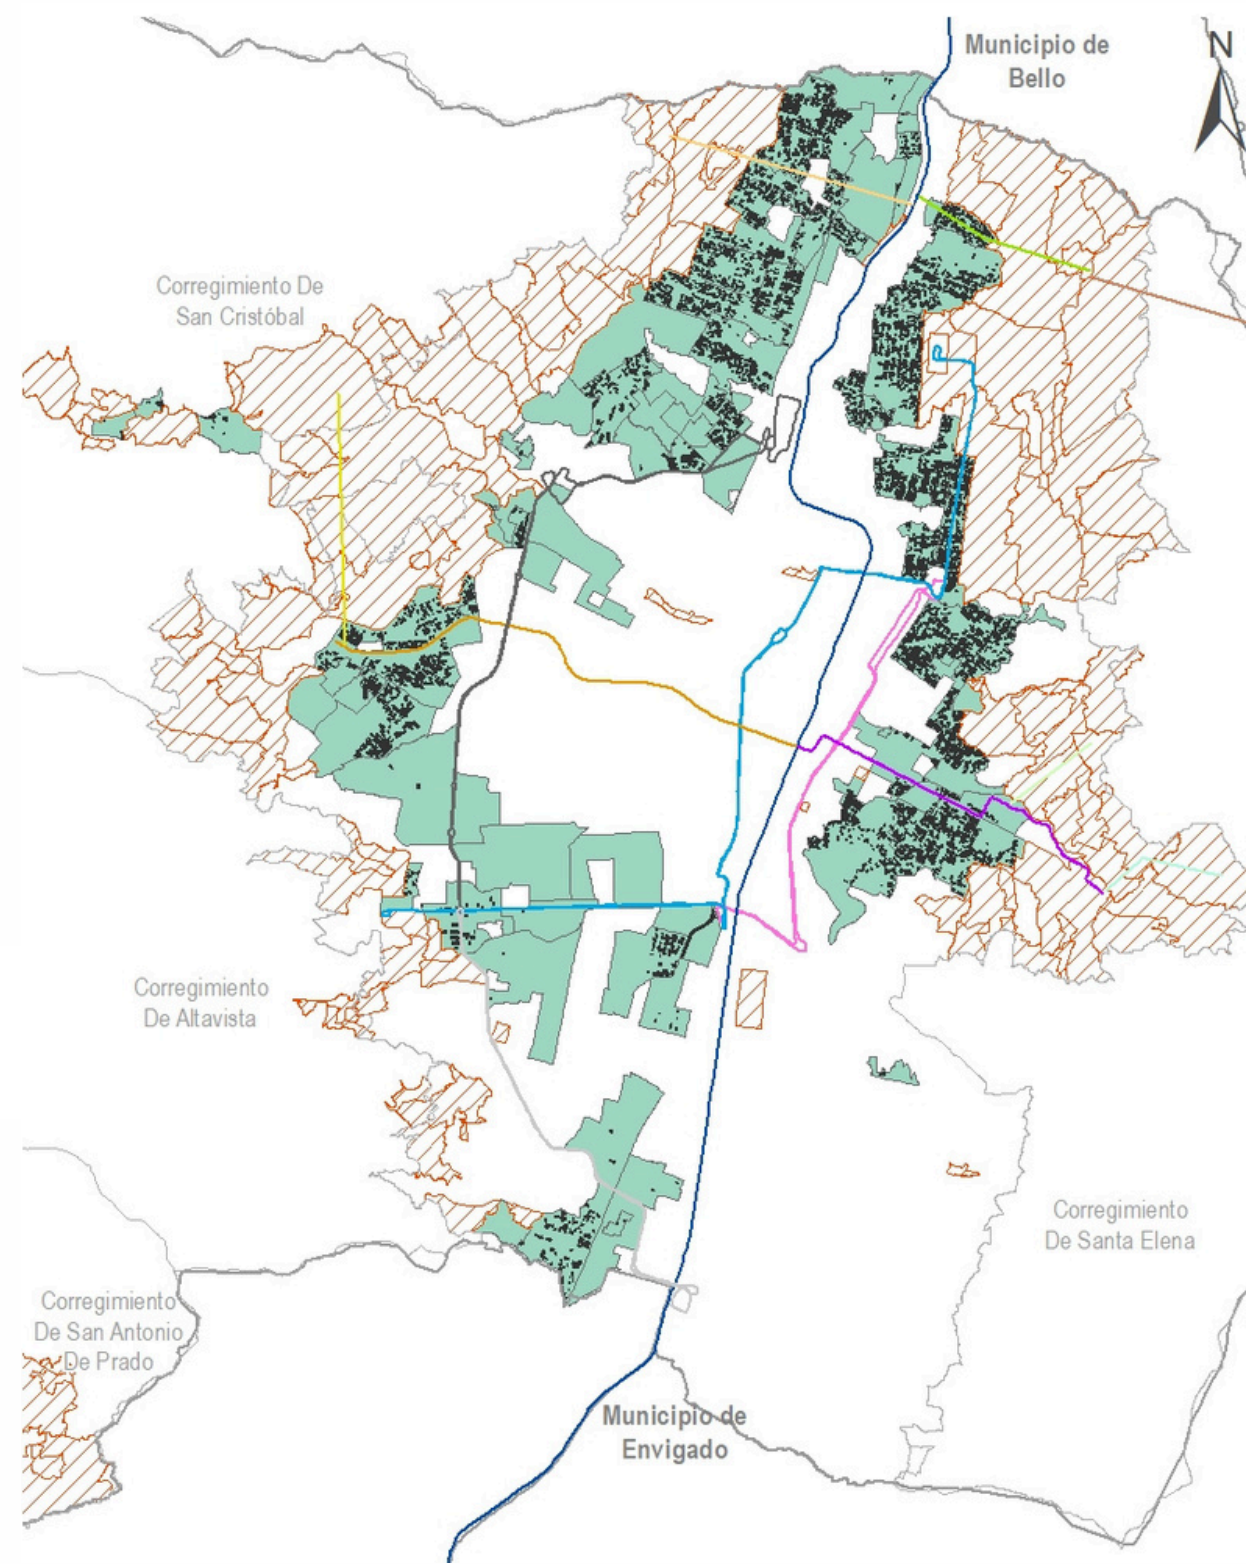 Municipio de
Bello
N
Corregimiento De
San Cristóbal
Corregimiento
De Altavista
Corregimiento
De Santa Elena
Corregimiento
De San Antonio
De Prado
Municipio de
Envigado